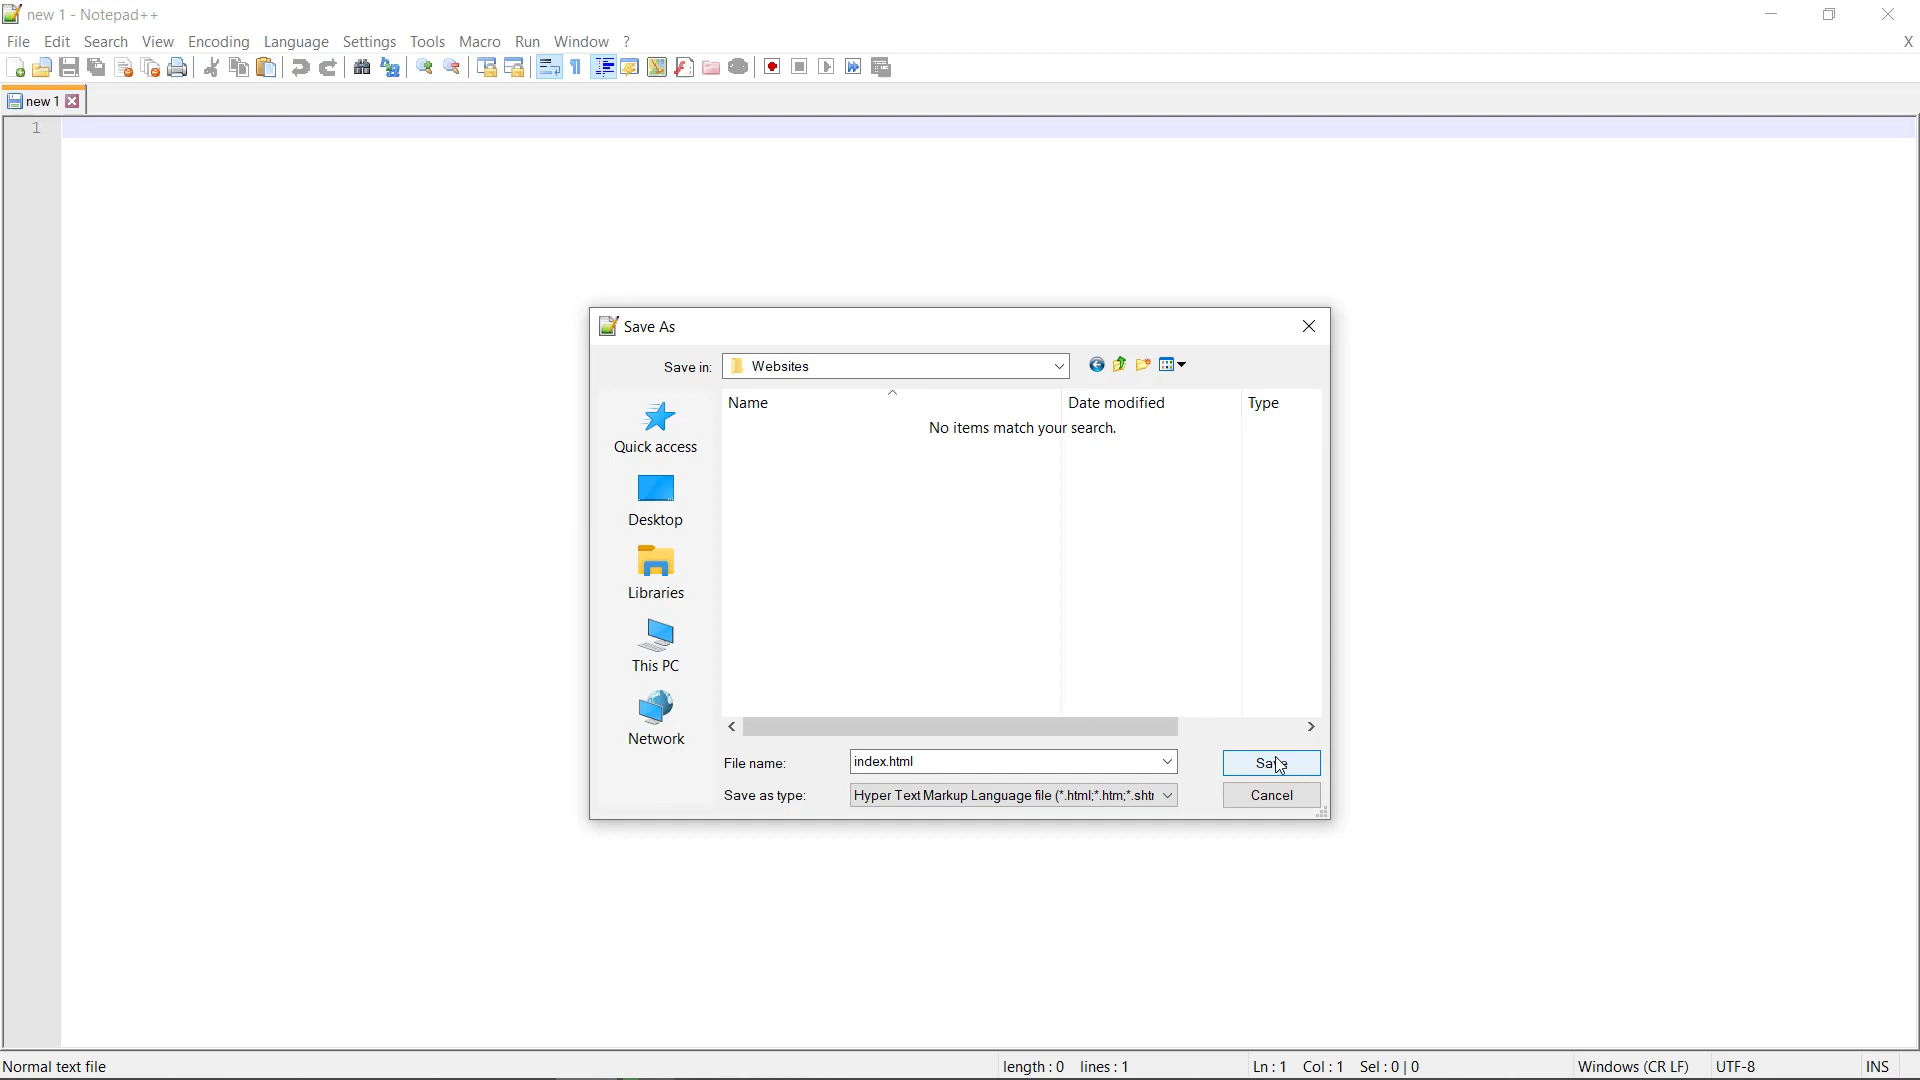 new 1 - Notepad++
File Edit Search View Encoding Language Settings Tools Macro Run Window ? X
new 1
1
Save As
Save in: Websites
Name Date modified Type
No items match your search.
Quick access
Desktop
Libraries
This PC
Network
File name: index.html Save
Save as type: Hyper Text Markup Language file (*.html;*.htm;*.shtr Cancel
Normal text file length : 0 lines : 1 Ln : 1 Col : 1 Sel : 0 | 0 Windows (CR LF) UTF-8 INS